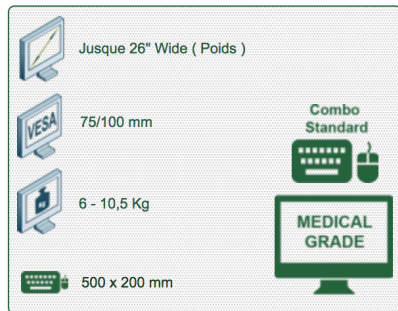 Jusque 26" Wide ( Poids )
VESA
75/100 mm
6 - 10,5 Kg
500 x 200 mm
Combo
Standard
MEDICAL
GRADE